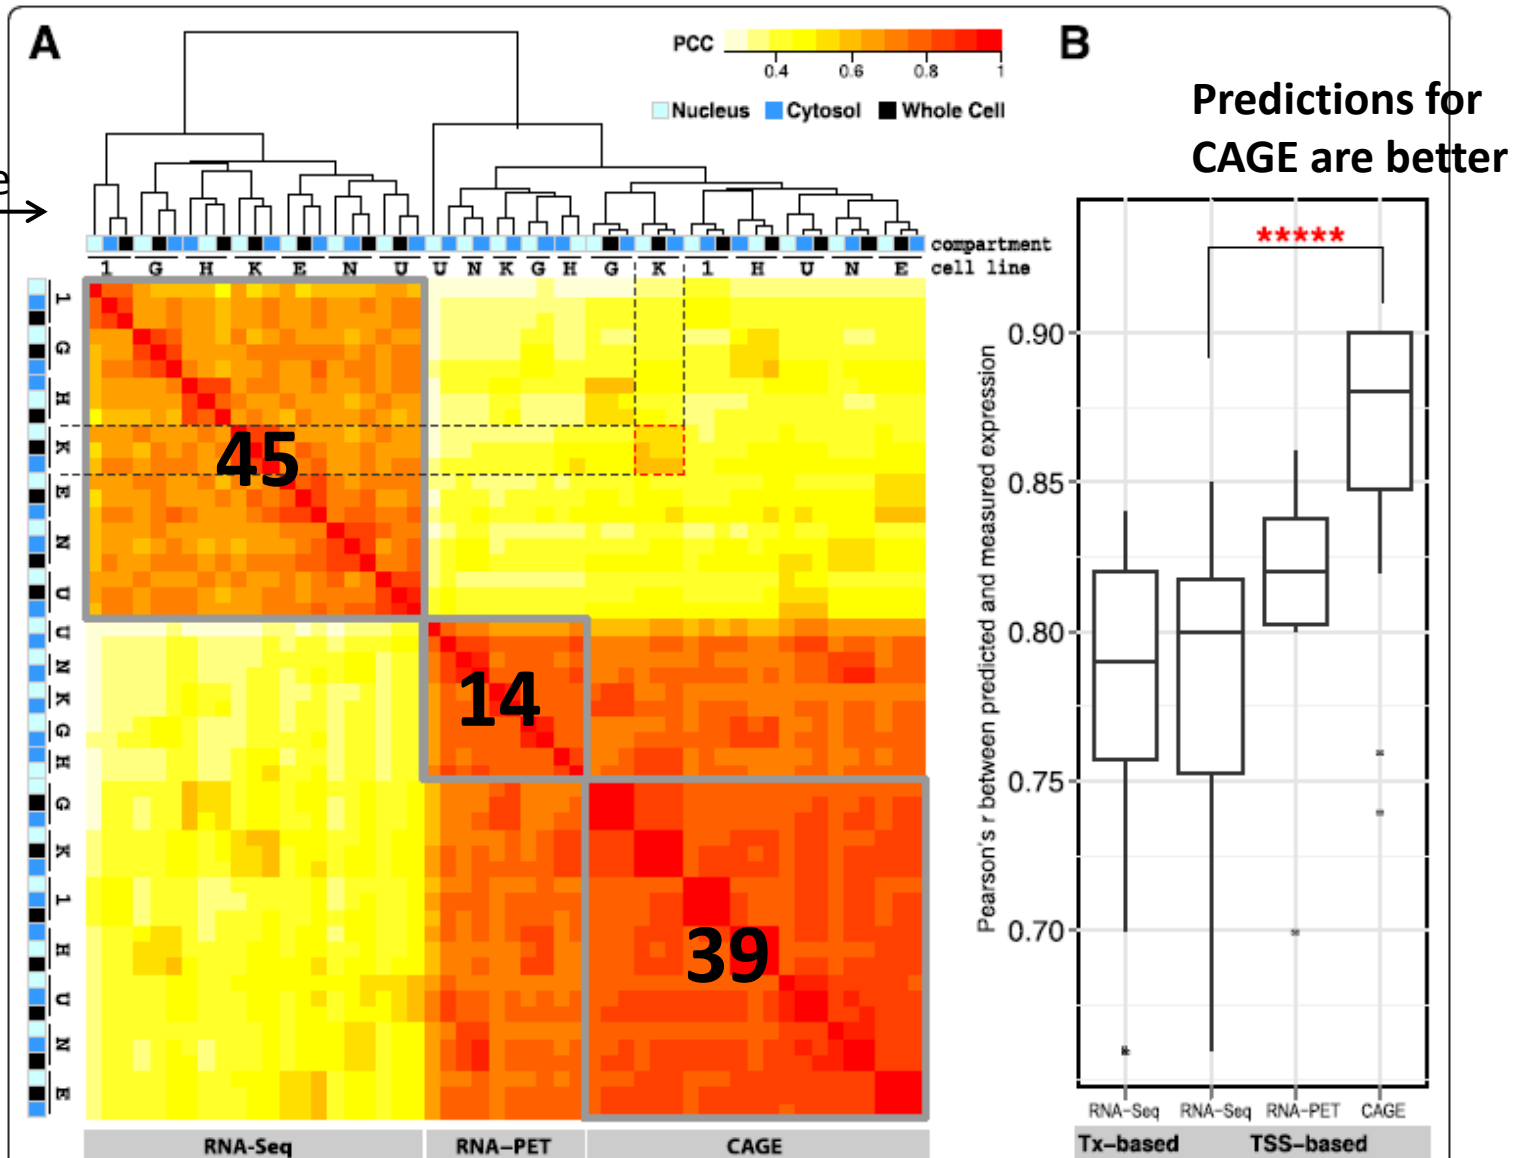 A
PCC
0.4 0.6 0.8 1
Nucleus Cytosol Whole Cell
B
Predictions for
CAGE are better
compartment
1 G H K E N U U N K G H G K 1 H U N E cell line
1
G
H
K
E
N
U
U
N
K
G
H
G
K
1
H
U
N
E
45
14
39
RNA-Seq RNA-PET CAGE
*****
Pearson's r between predicted and measured expression
0.90
0.85
0.80
0.75
0.70
RNA-Seq RNA-Seq RNA-PET CAGE
Tx-based TSS-based